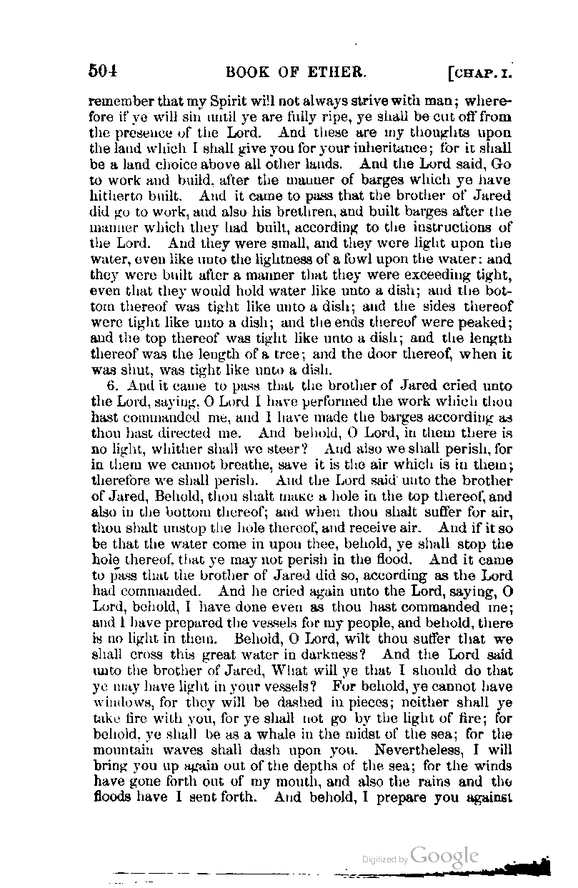 504 BOOK OF ETHER. [CHAP. I.
remember that my Spirit will not always strive with man; where-
fore if ye will sin until ye are fully ripe, ye shall be cut off from
the presence of the Lord. And these are my thoughts upon
the land which I shall give you for your inheritance; for it shall
be a land choice above all other lands. And the Lord said, Go
to work and build, after the manner of barges which ye have
hitherto built. And it came to pass that the brother of Jared
did go to work, and also his brethren, and built barges after the
manner which they had built, according to the instructions of
the Lord. And they were small, and they were light upon the
water, even like unto the lightness of a fowl upon the water: and
they were built after a manner that they were exceeding tight,
even that they would hold water like unto a dish; and the bot-
tom thereof was tight like unto a dish; and the sides thereof
were tight like unto a dish; and the ends thereof were peaked;
and the top thereof was tight like unto a dish; and the length
thereof was the length of a tree; and the door thereof, when it
was shut, was tight like unto a dish.
6. And it came to pass that the brother of Jared cried unto
the Lord, saying, O Lord I have performed the work which thou
hast commanded me, and I have made the barges according as
thou hast directed me. And behold, O Lord, in them there is
no light, whither shall we steer? And also we shall perish, for
in them we cannot breathe, save it is the air which is in them;
therefore we shall perish. And the Lord said unto the brother
of Jared, Behold, thou shalt make a hole in the top thereof, and
also in the bottom thereof; and when thou shalt suffer for air,
thou shalt unstop the hole thereof, and receive air. And if it so
be that the water come in upon thee, behold, ye shall stop the
hole thereof, that ye may not perish in the flood. And it came
to pass that the brother of Jared did so, according as the Lord
had commanded. And he cried again unto the Lord, saying, O
Lord, behold, I have done even as thou hast commanded me;
and I have prepared the vessels for my people, and behold, there
is no light in them. Behold, O Lord, wilt thou suffer that we
shall cross this great water in darkness? And the Lord said
unto the brother of Jared, What will ye that I should do that
ye may have light in your vessels? For behold, ye cannot have
windows, for they will be dashed in pieces; neither shall ye
take fire with you, for ye shall not go by the light of fire; for
behold, ye shall be as a whale in the midst of the sea; for the
mountain waves shall dash upon you. Nevertheless, I will
bring you up again out of the depths of the sea; for the winds
have gone forth out of my mouth, and also the rains and the
floods have I sent forth. And behold, I prepare you against
Digitized by Google